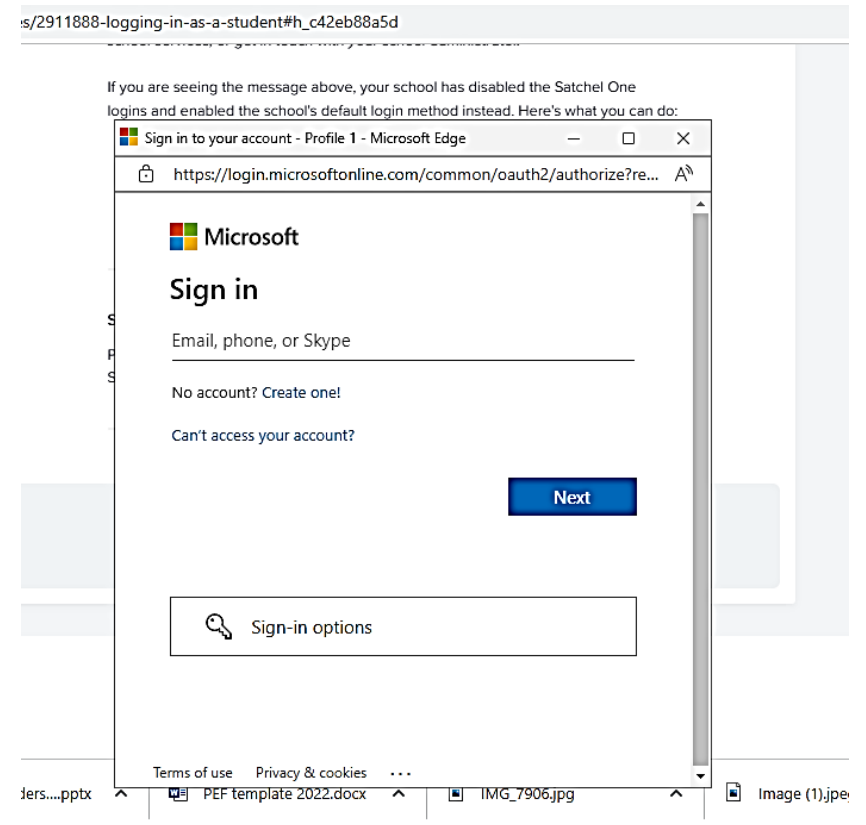 es/2911888-logging-in-as-a-student#h_c42eb88a5d
If you are seeing the message above, your school has disabled the Satchel One
logins and enabled the school's default login method instead. Here's what you can do:
Sign in to your account - Profile 1 - Microsoft Edge
https://login.microsoftonline.com/common/oauth2/authorize?re...
Microsoft
Sign in
Email, phone, or Skype
No account? Create one!
Can't access your account?
Next
Sign-in options
Terms of use Privacy & cookies ...
ders....pptx PEF template 2022.docx IMG_7906.jpg Image (1).jpe